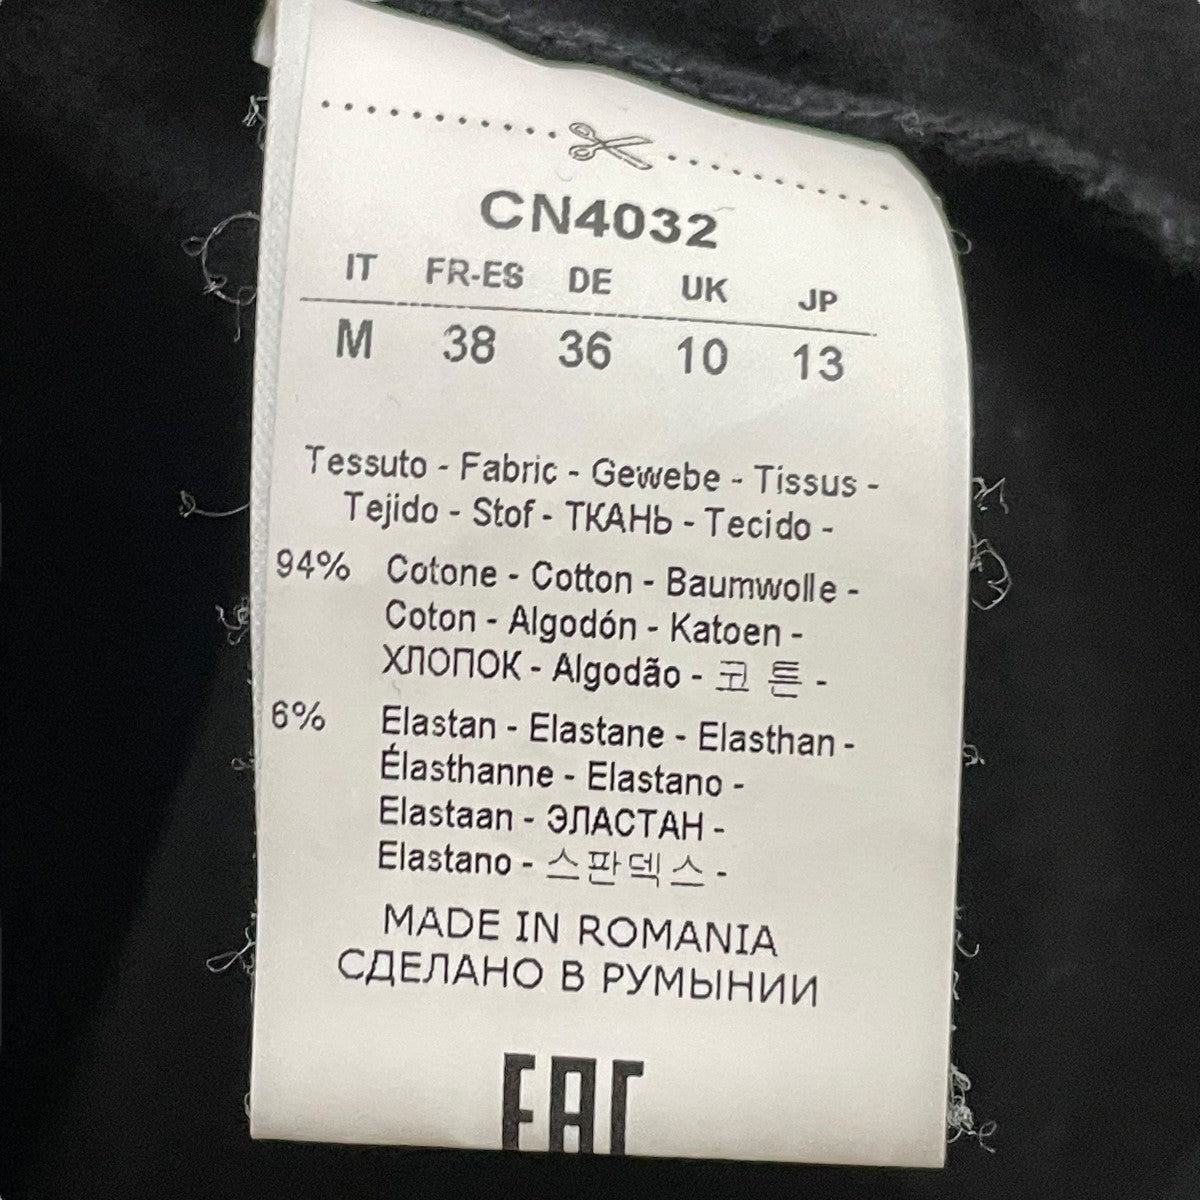 CN4032
IT FR-ES DE UK JP
M 38 36 10 13
Tessuto - Fabric - Gewebe - Tissus -
Tejido - Stof - ТКАНЬ - Tecido -
94% Cotone - Cotton - Baumwolle -
Coton - Algodón - Katoen -
ХЛОПОК - Algodão - 코 튼 -
6% Elastan - Elastane - Elasthan -
Élasthanne - Elastano -
Elastaan - ЭЛАСТАН -
Elastano - 스판덱스 -
MADE IN ROMANIA
СДЕЛАНО В РУМЫНИИ
EAC